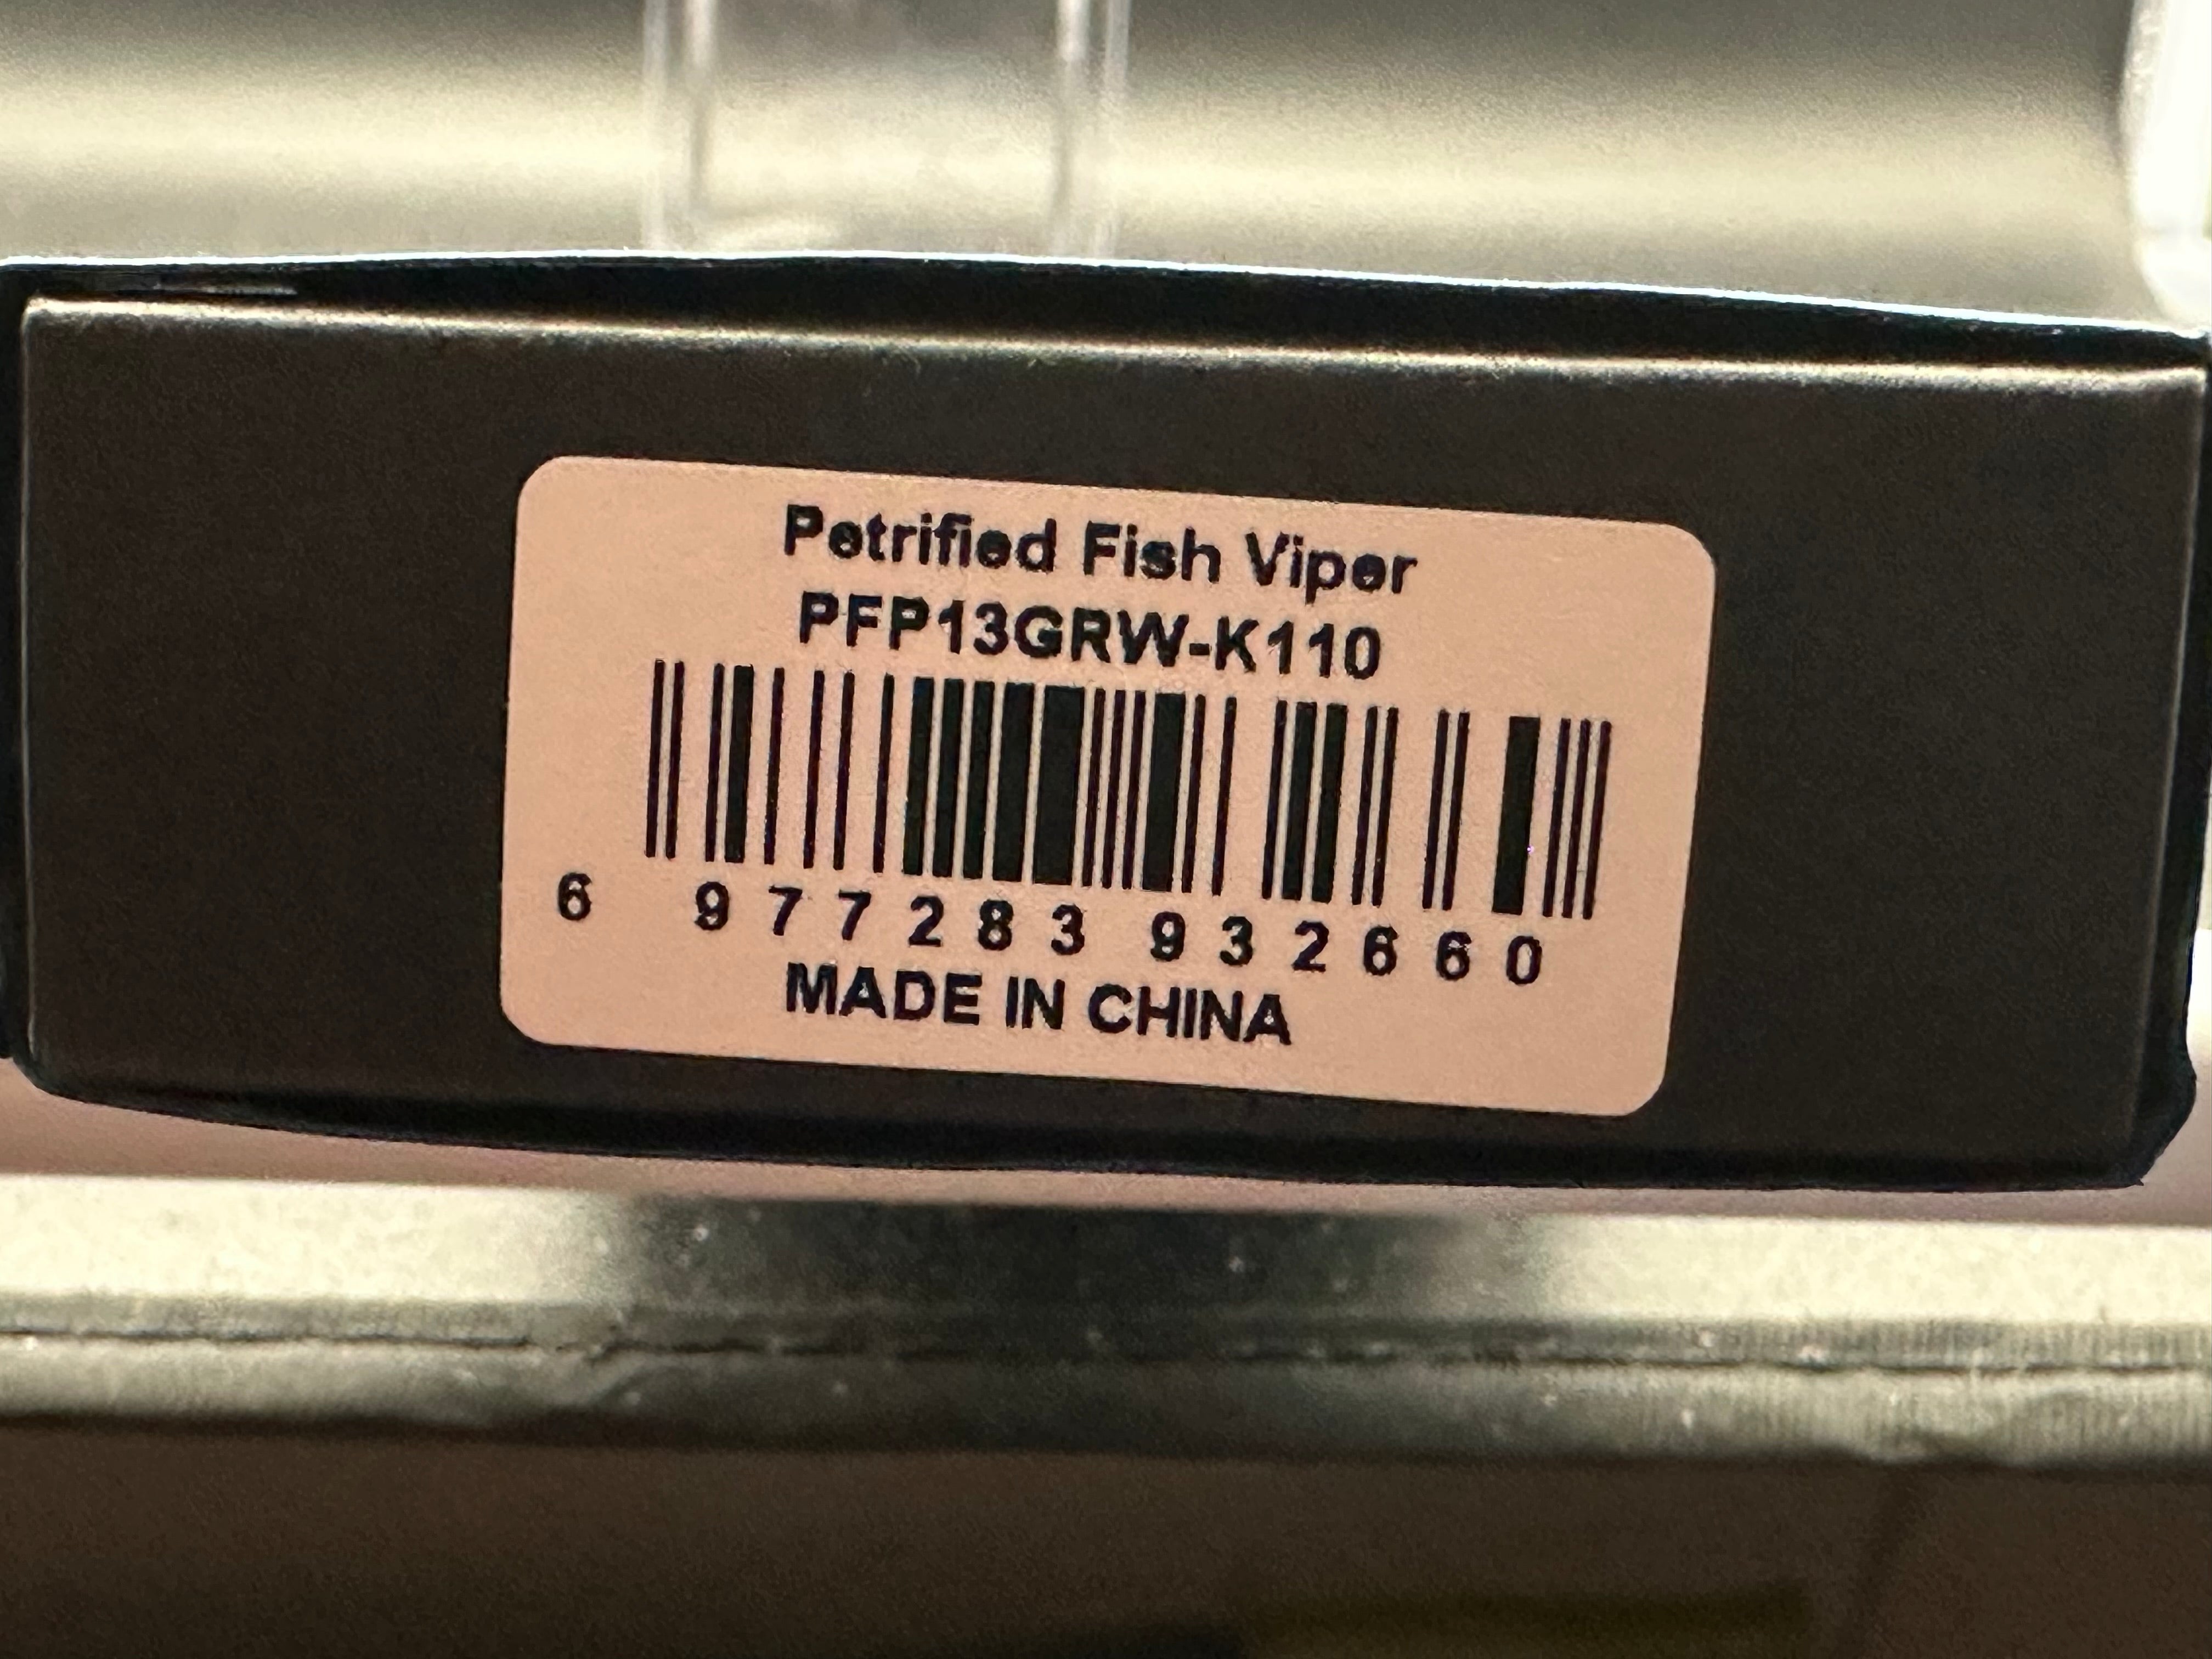 Petrified Fish Viper
PFP13GRW-K110
6 977283 932660
MADE IN CHINA